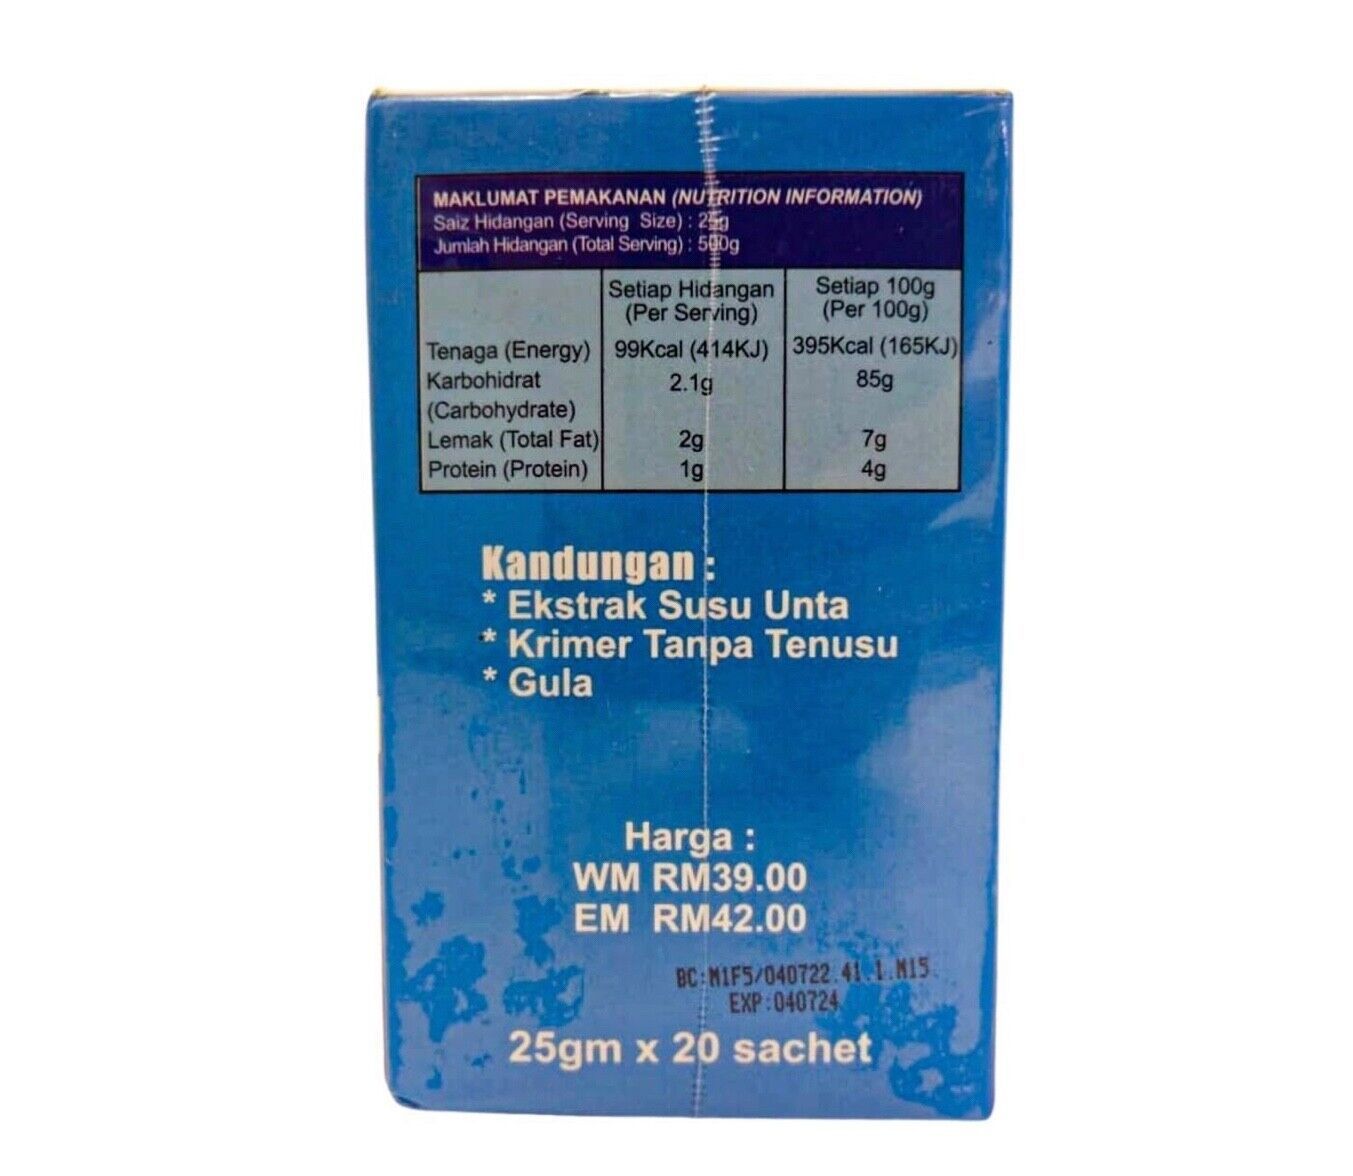 MAKLUMAT PEMAKANAN (NUTRITION INFORMATION)
Saiz Hidangan (Serving Size) : 25g
Jumlah Hidangan (Total Serving) : 500g
Setiap Hidangan (Per Serving) Setiap 100g (Per 100g)
Tenaga (Energy) 99Kcal (414KJ) 395Kcal (165KJ)
Karbohidrat 2.1g 85g
(Carbohydrate)
Lemak (Total Fat) 2g 7g
Protein (Protein) 1g 4g
Kandungan :
* Ekstrak Susu Unta
* Krimer Tanpa Tenusu
* Gula
Harga :
WM RM39.00
EM RM42.00
BC:M1F5/040722.41.1.M15.
EXP:040724
25gm x 20 sachet